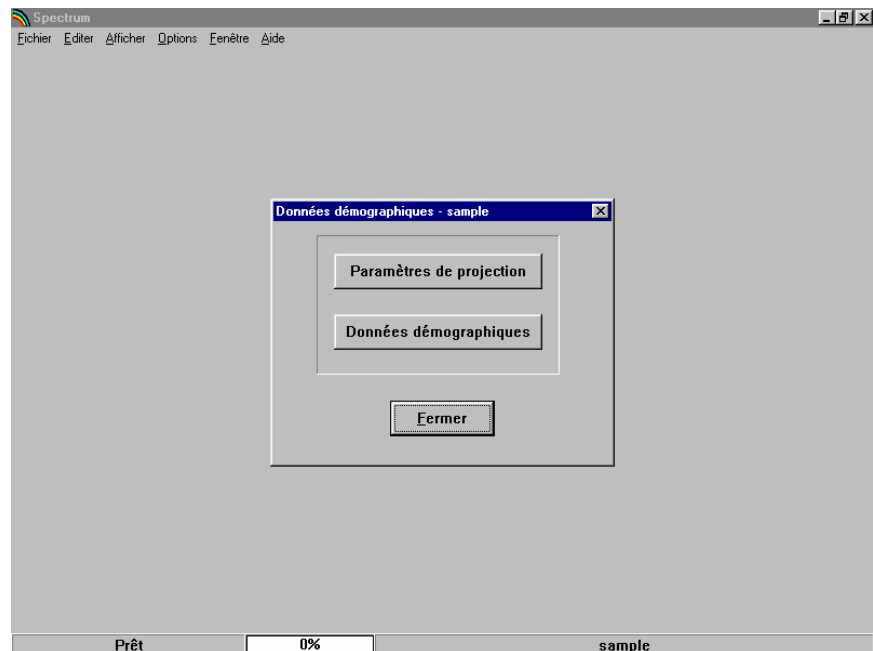 Spectrum
Fichier Editer Afficher Options Fenêtre Aide
Données démographiques - sample
Paramètres de projection
Données démographiques
Fermer
Prêt 0% sample